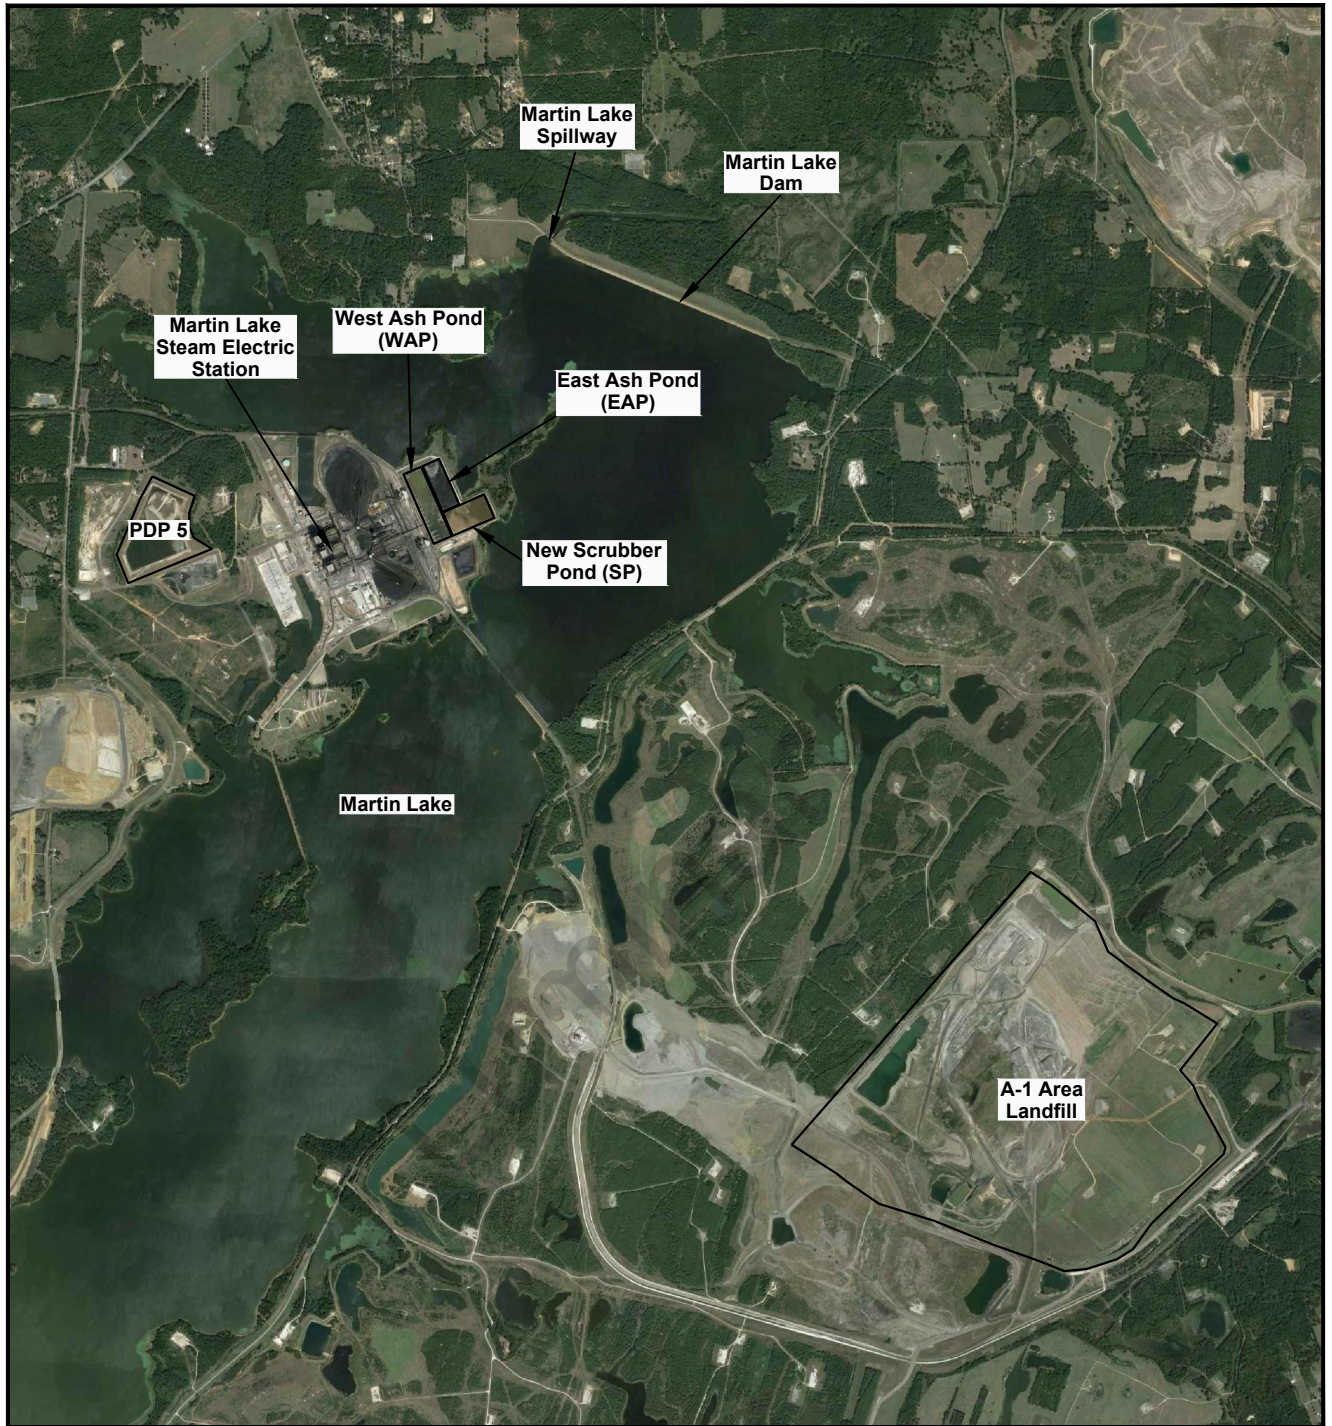 Martin Lake
Spillway
Martin Lake
Dam
West Ash Pond
(WAP)
Martin Lake
Steam Electric
Station
East Ash Pond
(EAP)
PDP 5
New Scrubber
Pond (SP)
Martin Lake
A-1 Area
Landfill